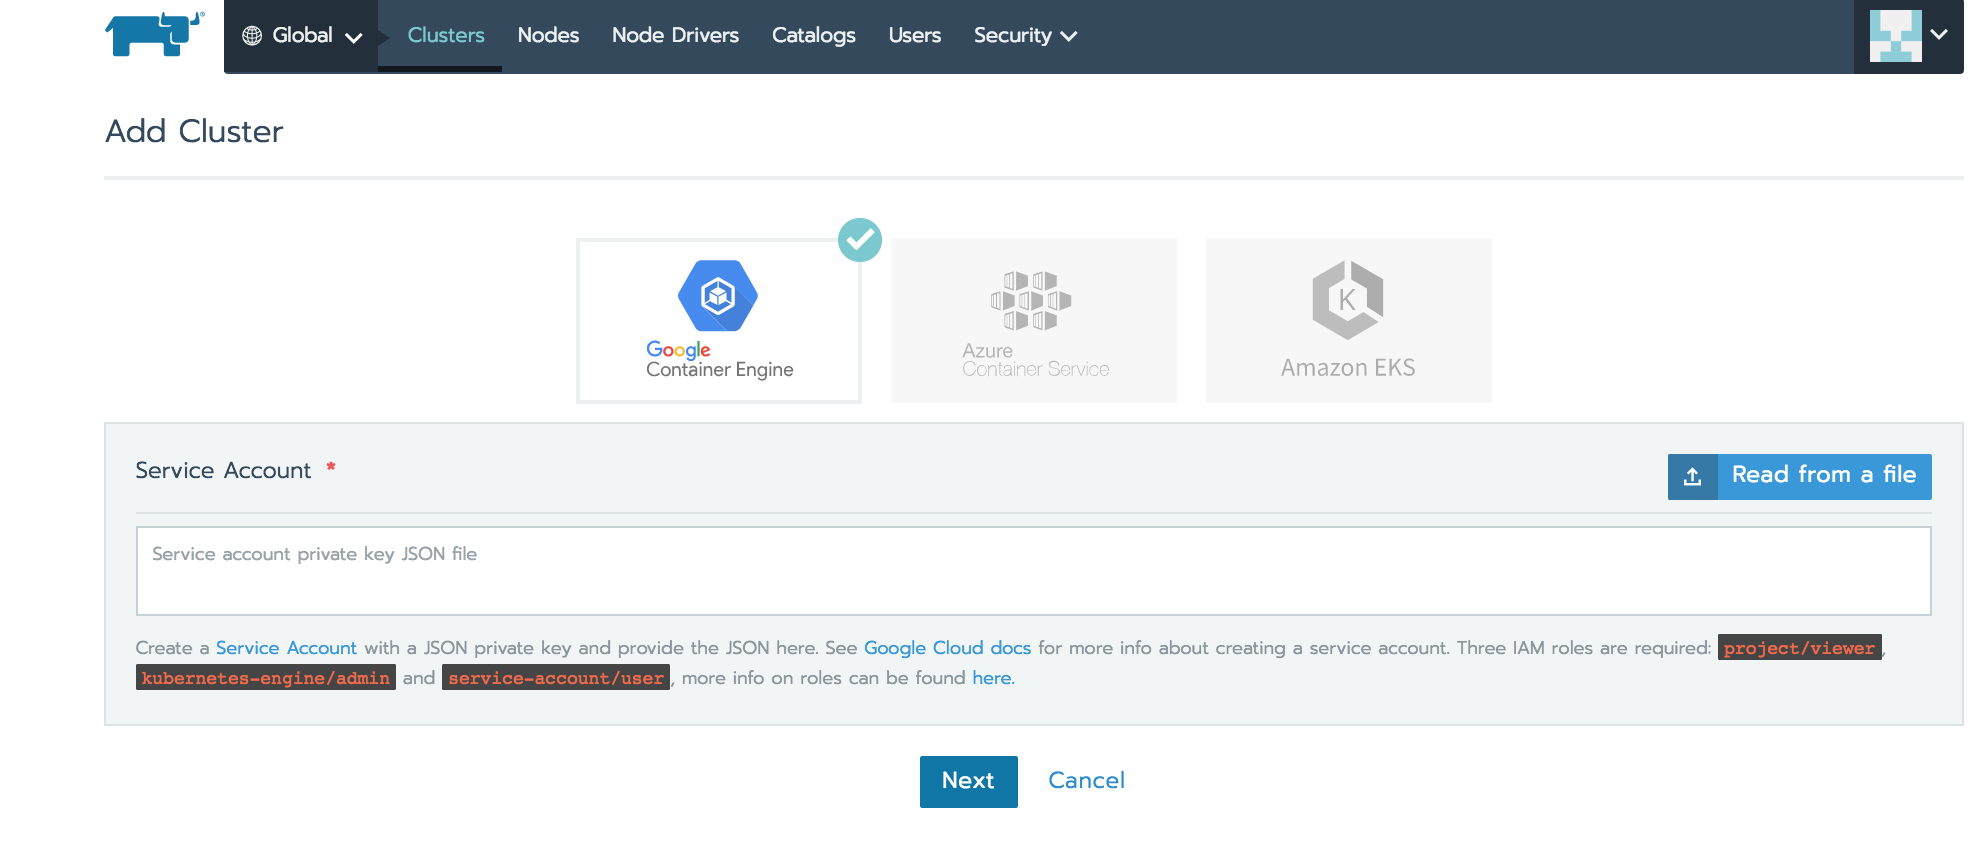 Global Clusters Nodes Node Drivers Catalogs Users Security
Add Cluster
Google
Container Engine
Azure
Container Service
K
Amazon EKS
Service Account *
Read from a file
Service account private key JSON file
Create a Service Account with a JSON private key and provide the JSON here. See Google Cloud docs for more info about creating a service account. Three IAM roles are required: project/viewer,
kubernetes-engine/admin and service-account/user, more info on roles can be found here.
Next Cancel